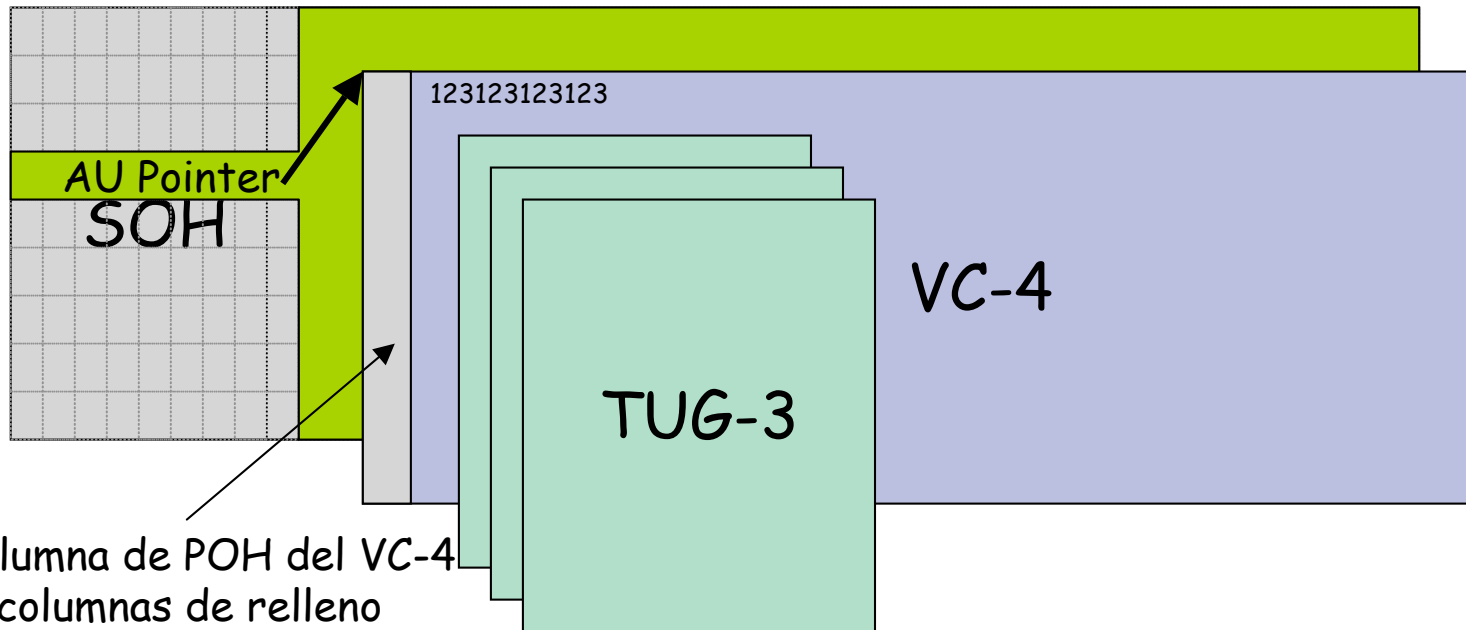 123123123123
AU Pointer
SOH
VC-4
TUG-3
lumna de POH del VC-4
columnas de relleno